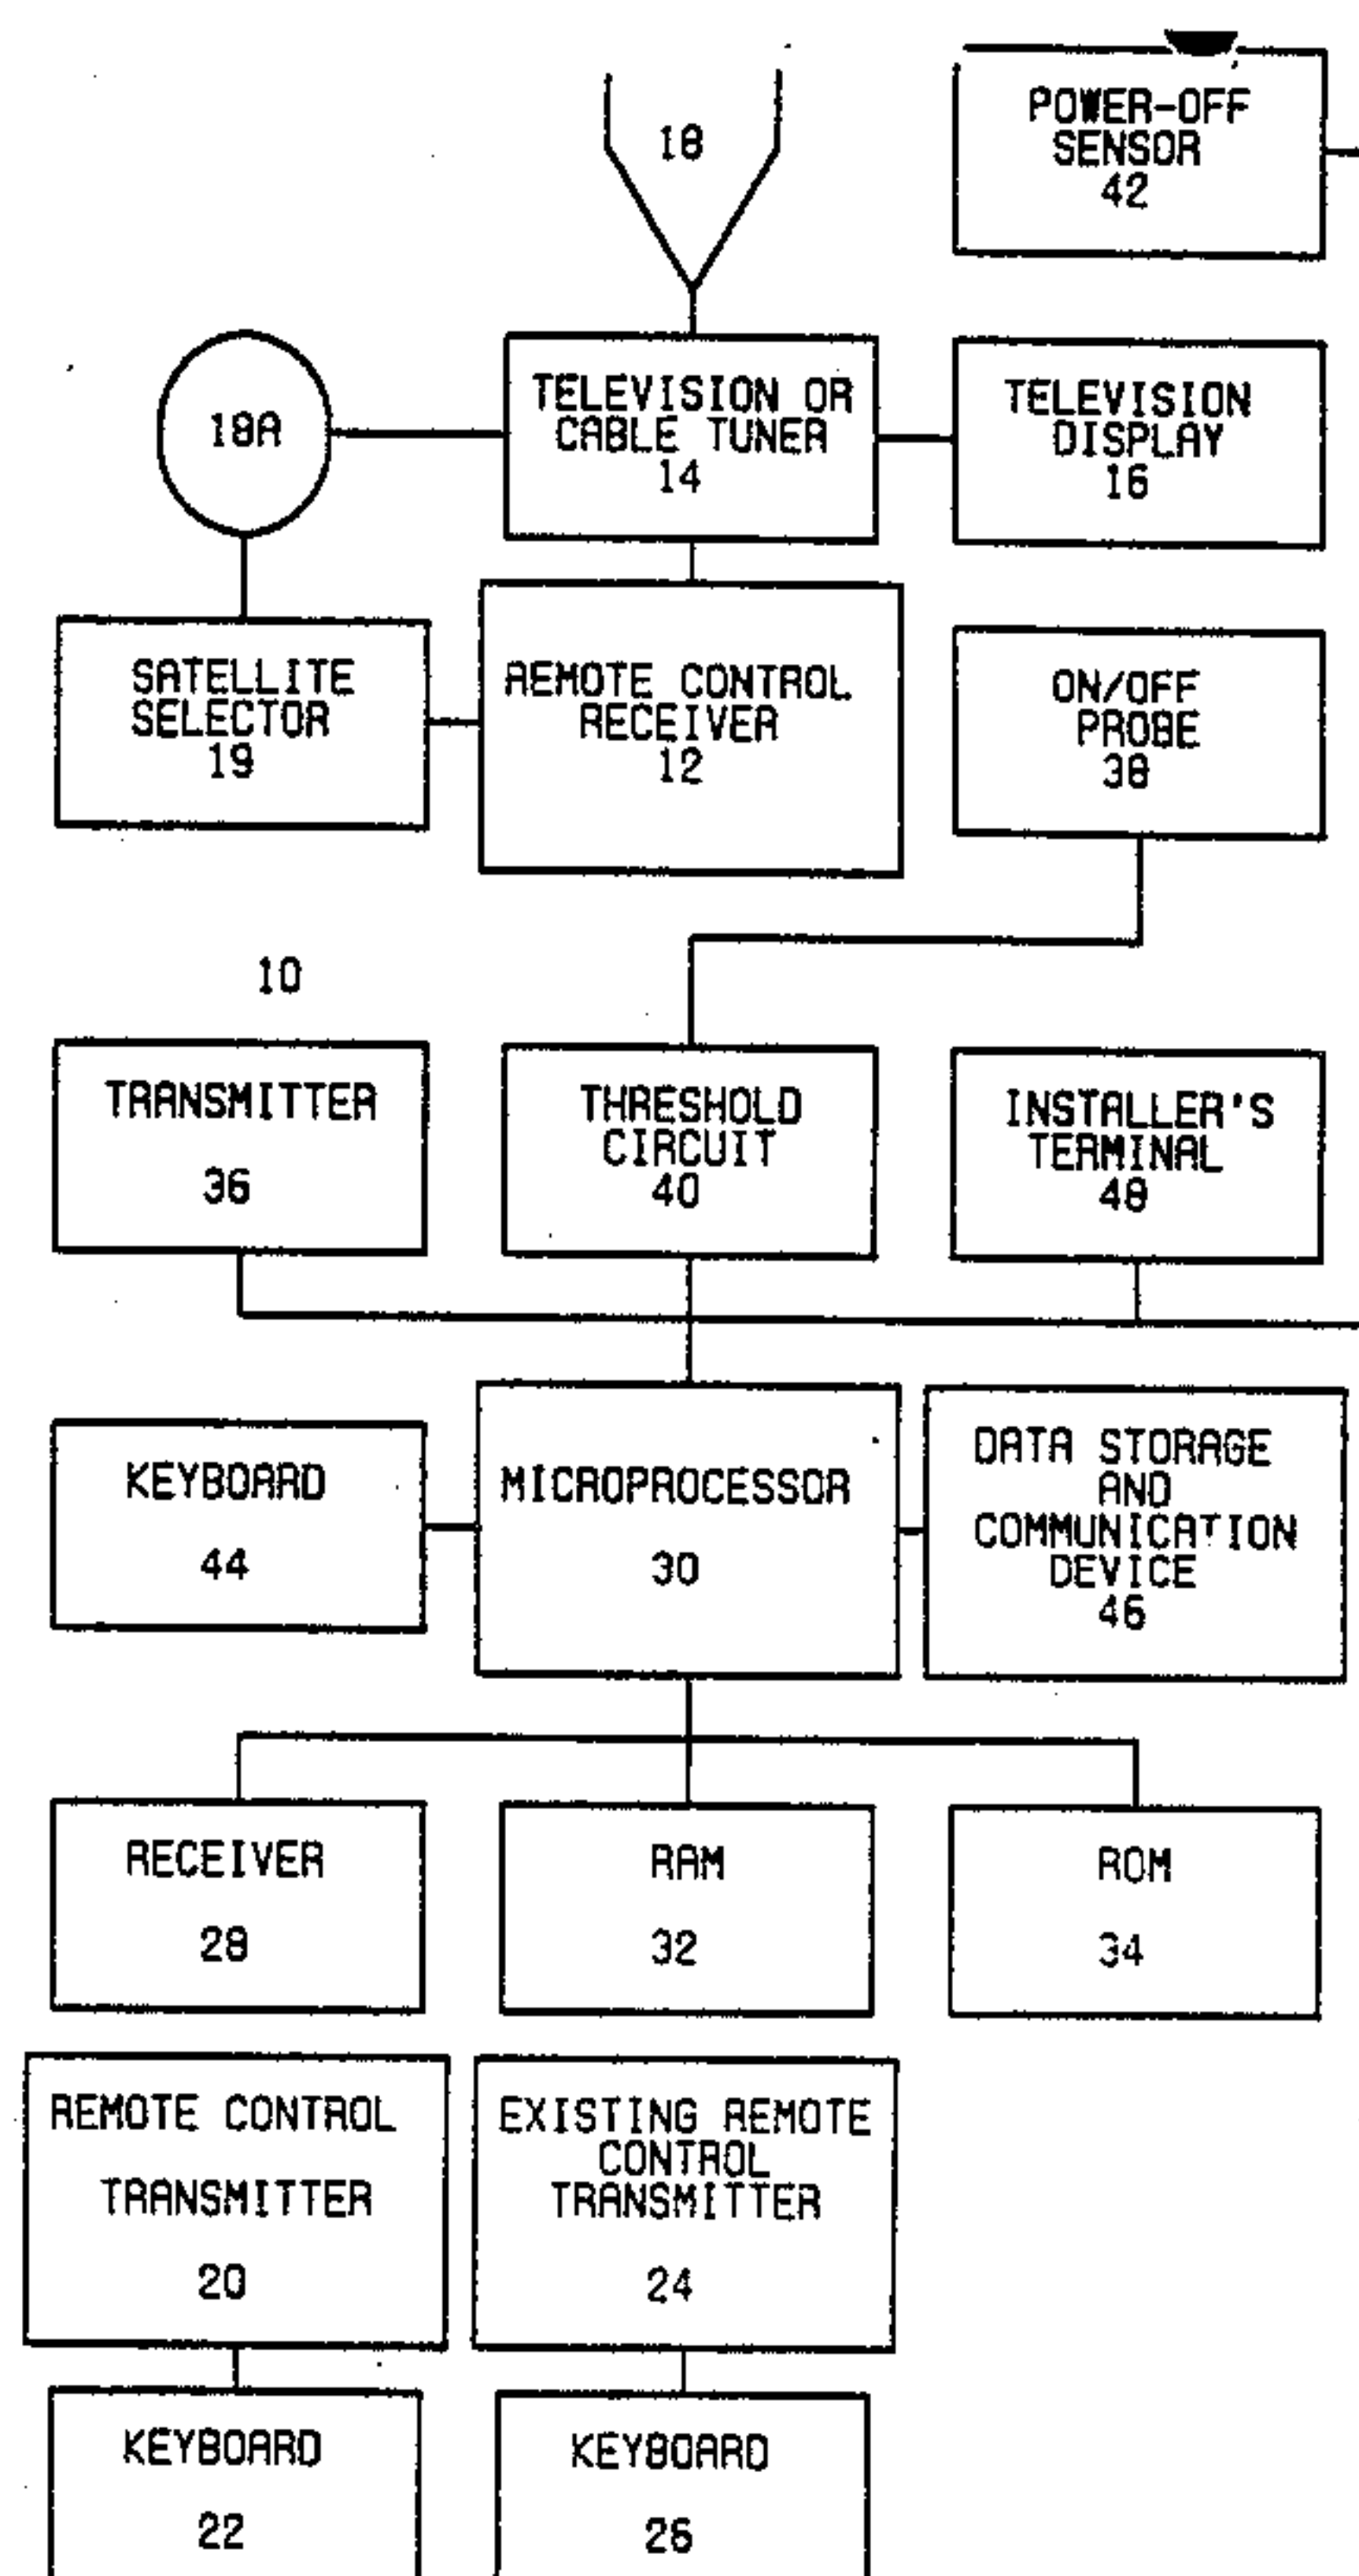 POWER-OFF
SENSOR
42
18
18A
TELEVISION OR
CABLE TUNER
14
TELEVISION
DISPLAY
16
SATELLITE
SELECTOR
19
REMOTE CONTROL
RECEIVER
12
ON/OFF
PROBE
38
10
TRANSMITTER
36
THRESHOLD
CIRCUIT
40
INSTALLER'S
TERMINAL
48
KEYBOARD
44
MICROPROCESSOR
30
DATA STORAGE
AND
COMMUNICATION
DEVICE
46
RECEIVER
28
RAM
32
ROM
34
REMOTE CONTROL
TRANSMITTER
20
EXISTING REMOTE
CONTROL
TRANSMITTER
24
KEYBOARD
22
KEYBOARD
26